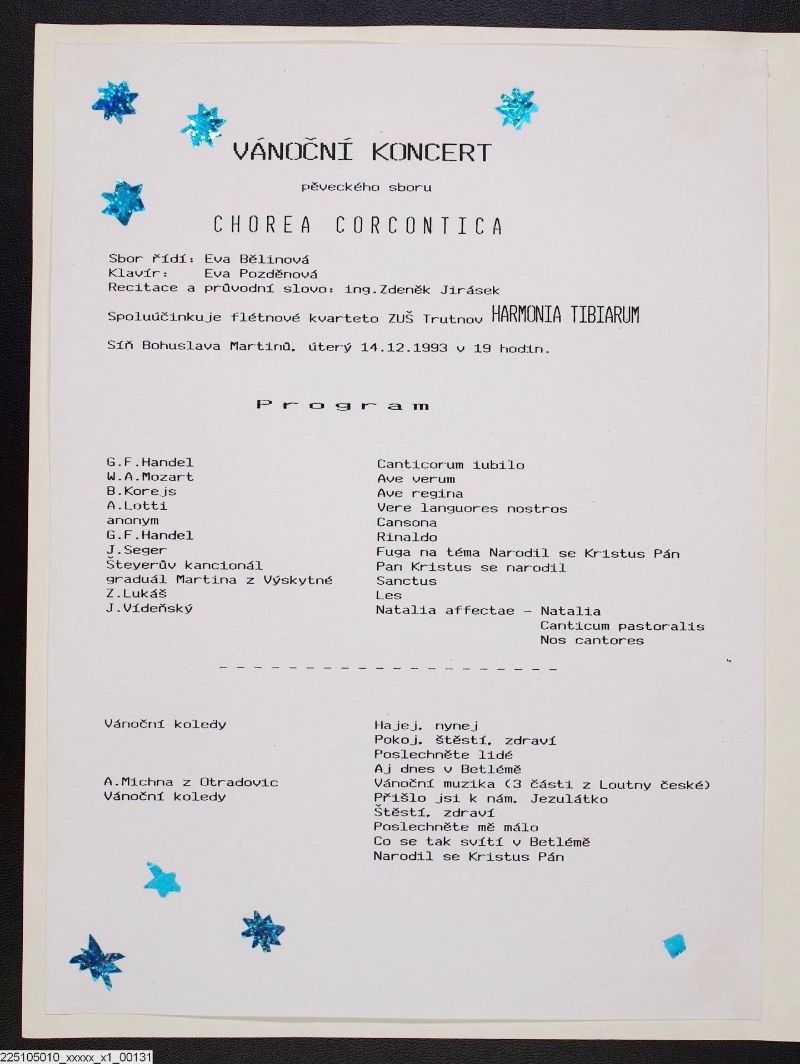 VÁNOČNÍ KONCERT
pěveckého sboru
CHOREA CORCONTICA
Sbor řídí: Eva Bělinová
Klavír: Eva Pozděnová
Recitace a průvodní slovo: ing.Zdeněk Jirásek
Spoluúčinkuje flétnové kvarteto ZUŠ Trutnov HARMONIA TIBIARUM
Síň Bohuslava Martinů, úterý 14.12.1993 v 19 hodin.
Program
G.F.Handel Canticorum iubilo
W.A.Mozart Ave verum
B.Korejs Ave regina
A.Lotti Vere languores nostros
anonym Cansona
G.F.Handel Rinaldo
J.Seger Fuga na téma Narodil se Kristus Pán
Šteyerův kancionál Pan Kristus se narodil
graduál Martina z Výskytné Sanctus
Z.Lukáš Les
J.Vídeňský Natalia affectae - Natalia
Canticum pastoralis
Nos cantores
Vánoční koledy Hajej, nynej
Pokoj, štěstí, zdraví
Poslechněte lidé
Aj dnes v Betlémě
A.Michna z Otradovic Vánoční muzika (3 části z Loutny české)
Vánoční koledy Přišlo jsi k nám, Jezulátko
Štěstí, zdraví
Poslechněte mě málo
Co se tak svítí v Betlémě
Narodil se Kristus Pán
225105010_xxxxx_x1_00131